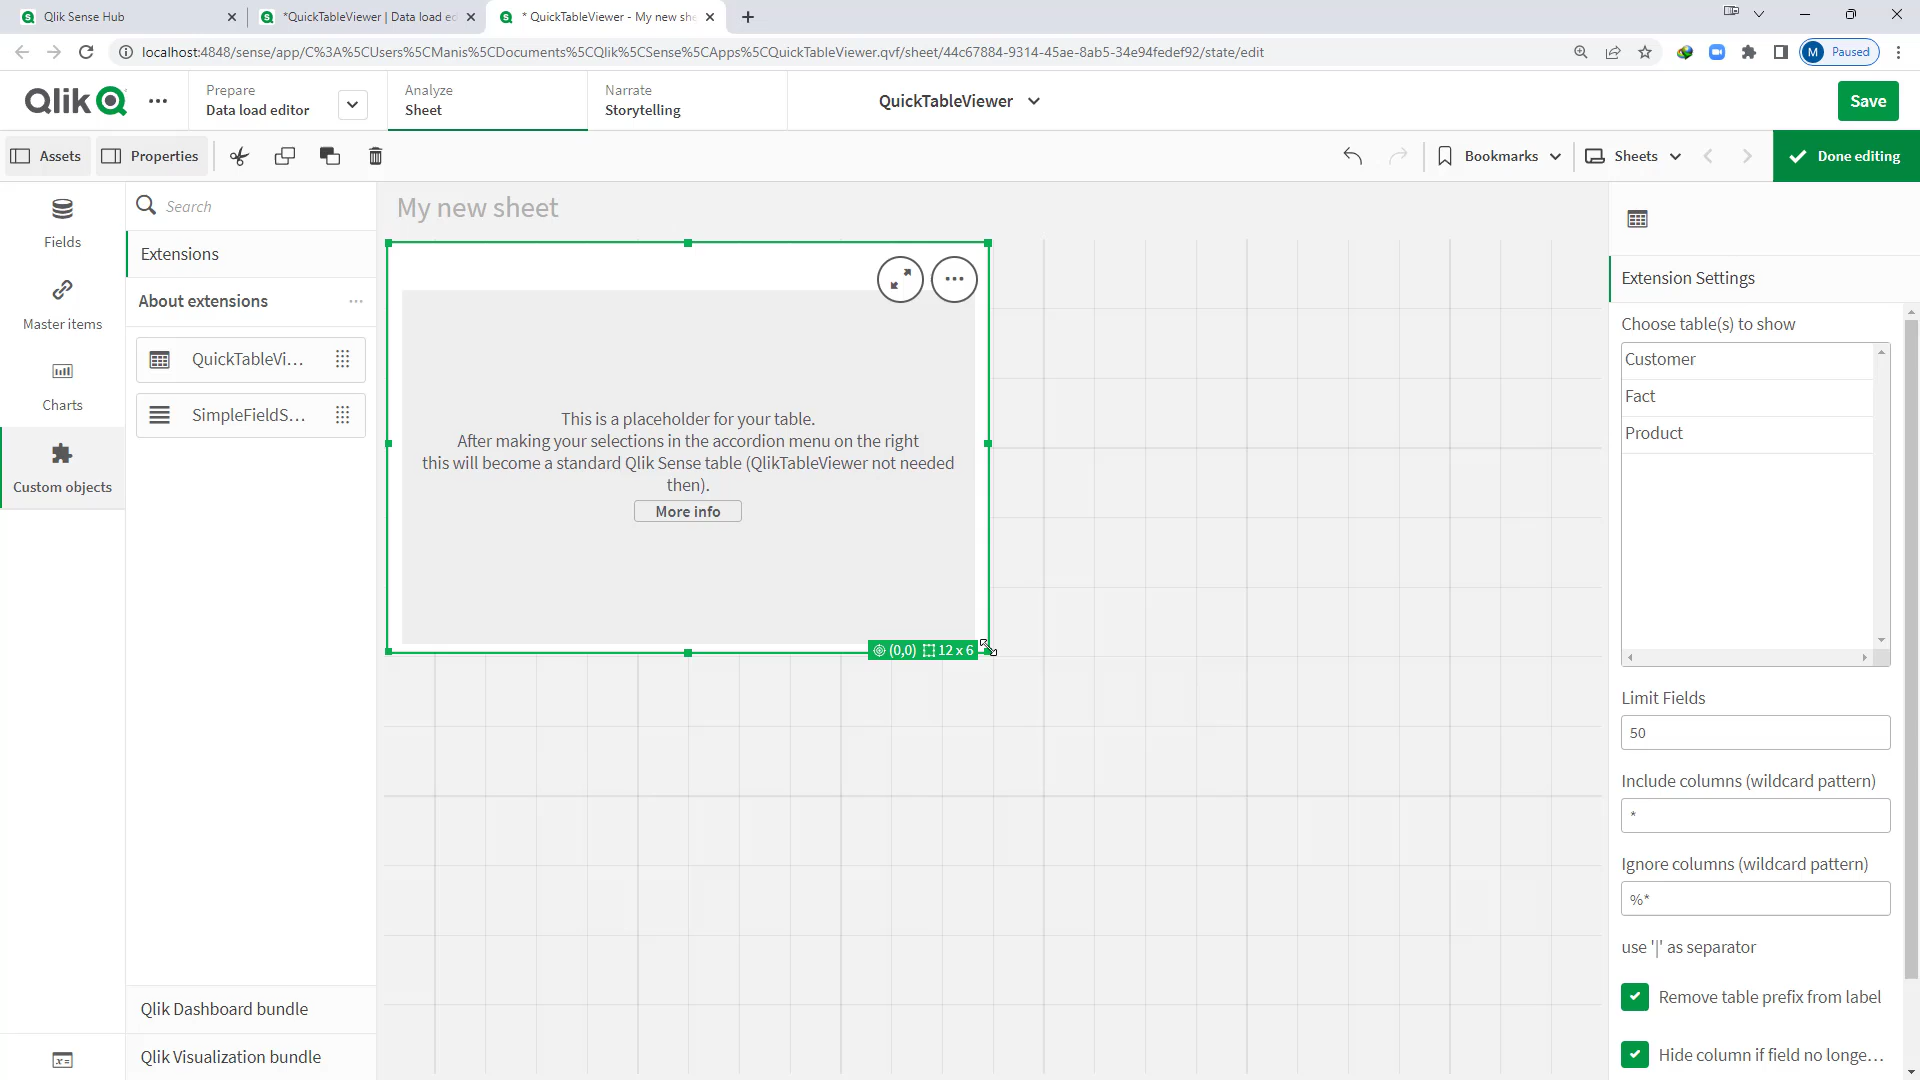 Qlik Sense Hub
*QuickTableViewer | Data load ed
* QuickTableViewer - My new she
localhost:4848/sense/app/C%3A%5CUsers%5CManis%5CDocuments%5CQlik%5CSense%5CApps%5CQuickTableViewer.qvf/sheet/44c67884-9314-45ae-8ab5-34e94fedef92/state/edit
M Paused
Qlik
Prepare
Data load editor
Analyze
Sheet
Narrate
Storytelling
QuickTableViewer
Save
Assets
Properties
Bookmarks
Sheets
Done editing
Fields
Master items
Charts
Custom objects
Search
Extensions
About extensions
QuickTableVi...
SimpleFieldS...
Qlik Dashboard bundle
Qlik Visualization bundle
My new sheet
This is a placeholder for your table.
After making your selections in the accordion menu on the right
this will become a standard Qlik Sense table (QlikTableViewer not needed
then).
More info
(0,0) 12 x 6
Extension Settings
Choose table(s) to show
Customer
Fact
Product
Limit Fields
50
Include columns (wildcard pattern)
*
Ignore columns (wildcard pattern)
%*
use '|' as separator
Remove table prefix from label
Hide column if field no longe...